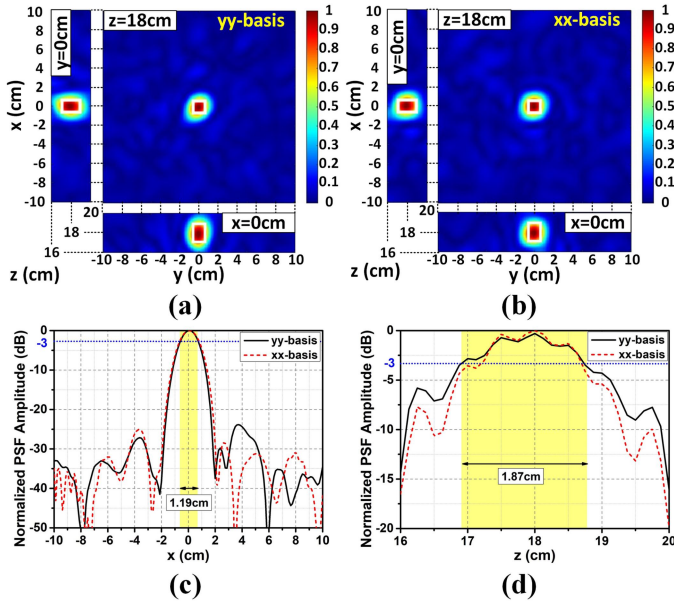 z=18cm yy-basis
y=0cm
x (cm)
10
8
6
4
2
0
-2
-4
-6
-8
-10
1
0.9
0.8
0.7
0.6
0.5
0.4
0.3
0.2
0.1
0
20
18
16
x=0cm
-10 -8 -6 -4 -2 0 2 4 6 8 10
z (cm) y (cm)
(a)
z=18cm xx-basis
y=0cm
x (cm)
10
8
6
4
2
0
-2
-4
-6
-8
-10
1
0.9
0.8
0.7
0.6
0.5
0.4
0.3
0.2
0.1
0
20
18
16
x=0cm
-10 -8 -6 -4 -2 0 2 4 6 8 10
z (cm) y (cm)
(b)
Normalized PSF Amplitude (dB)
0
-3
-10
-20
-30
-40
-50
yy-basis
xx-basis
1.19cm
-10 -8 -6 -4 -2 0 2 4 6 8 10
x (cm)
(c)
Normalized PSF Amplitude (dB)
0
-3
-5
-10
-15
-20
yy-basis
xx-basis
1.87cm
16 17 18 19 20
z (cm)
(d)